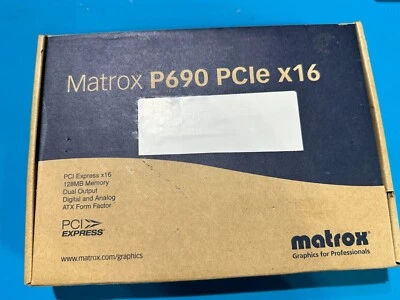 Matrox P690 PCIe x16
PCI Express x16
128MB Memory
Dual Output
Digital and Analog
ATX Form Factor
PCI
EXPRESS®
www.matrox.com/graphics
matrox®
Graphics for Professionals